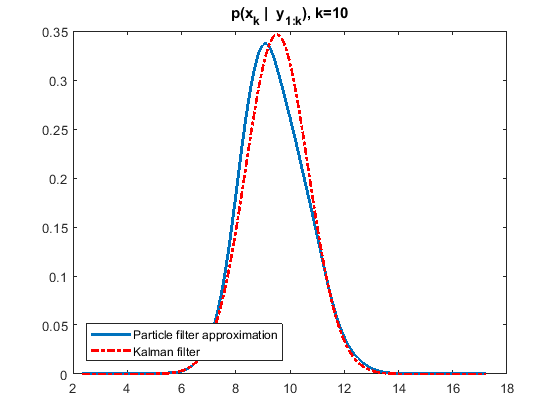 p(x_k | y_1:k), k=10
0.35
0.3
0.25
0.2
0.15
0.1
0.05
0
Particle filter approximation
Kalman filter
2 4 6 8 10 12 14 16 18